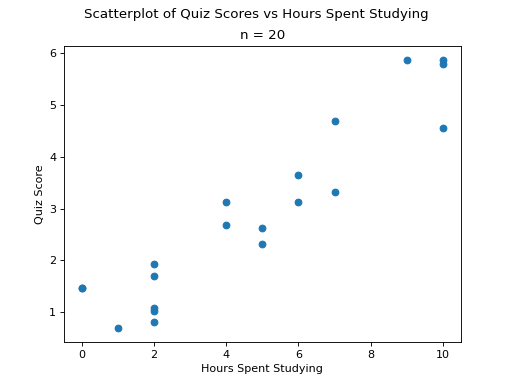 Scatterplot of Quiz Scores vs Hours Spent Studying
n = 20
6
5
4
3
2
1
Quiz Score
0 2 4 6 8 10
Hours Spent Studying